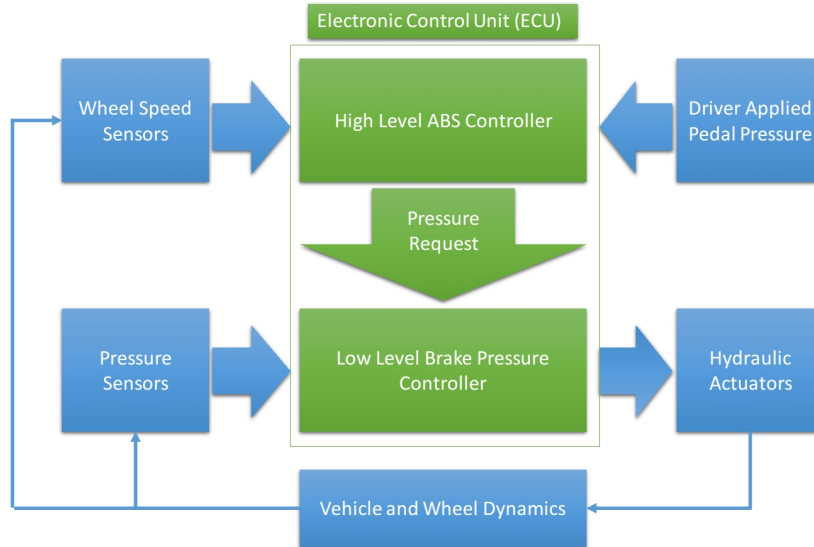 Electronic Control Unit (ECU)
Wheel Speed
Sensors
High Level ABS Controller
Driver Applied
Pedal Pressure
Pressure
Request
Pressure
Sensors
Low Level Brake Pressure
Controller
Hydraulic
Actuators
Vehicle and Wheel Dynamics